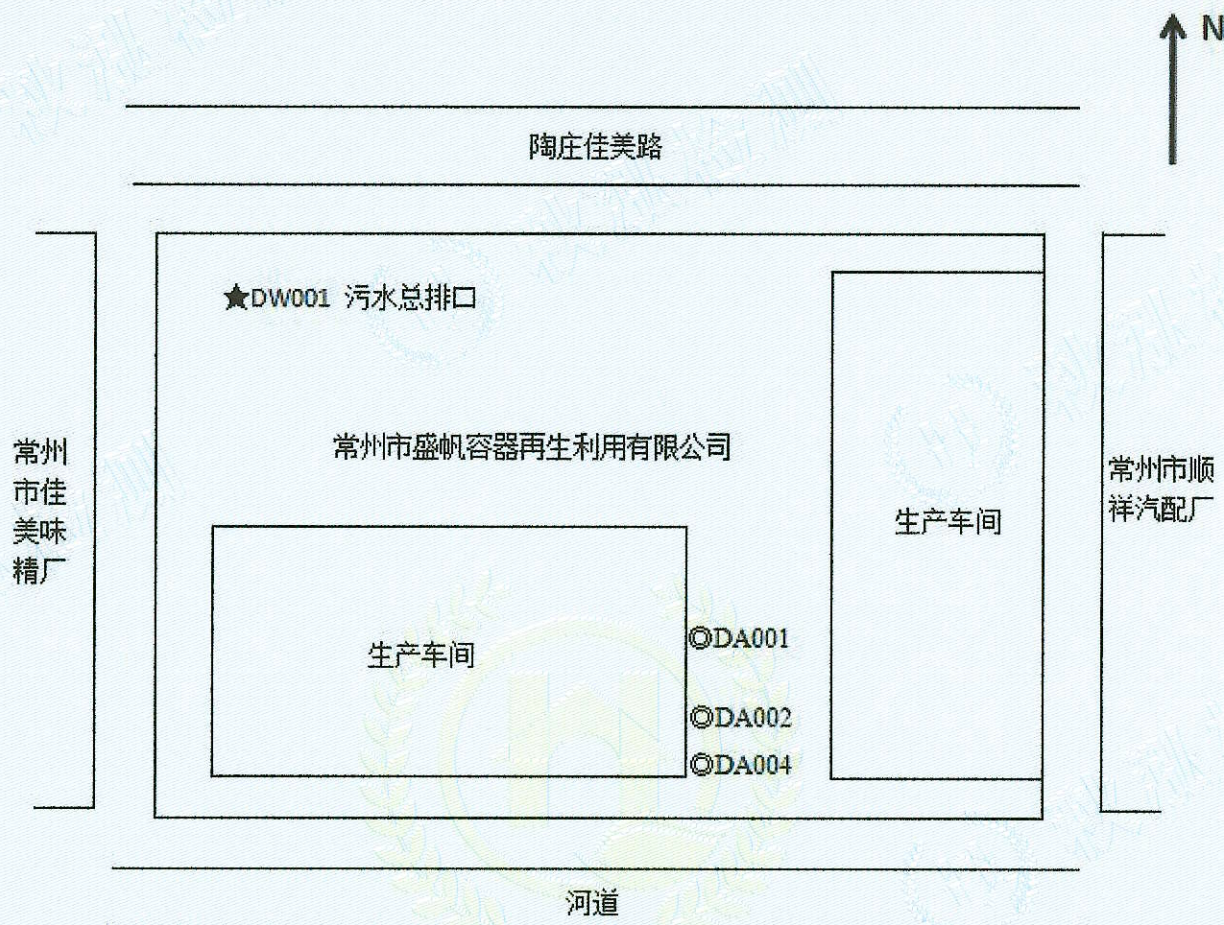 N
陶庄佳美路
★DW001 污水总排口
常州市盛帆容器再生利用有限公司
常州
市佳
美味
精厂
常州市顺
祥汽配厂
生产车间
生产车间
◎DA001
◎DA002
◎DA004
河道